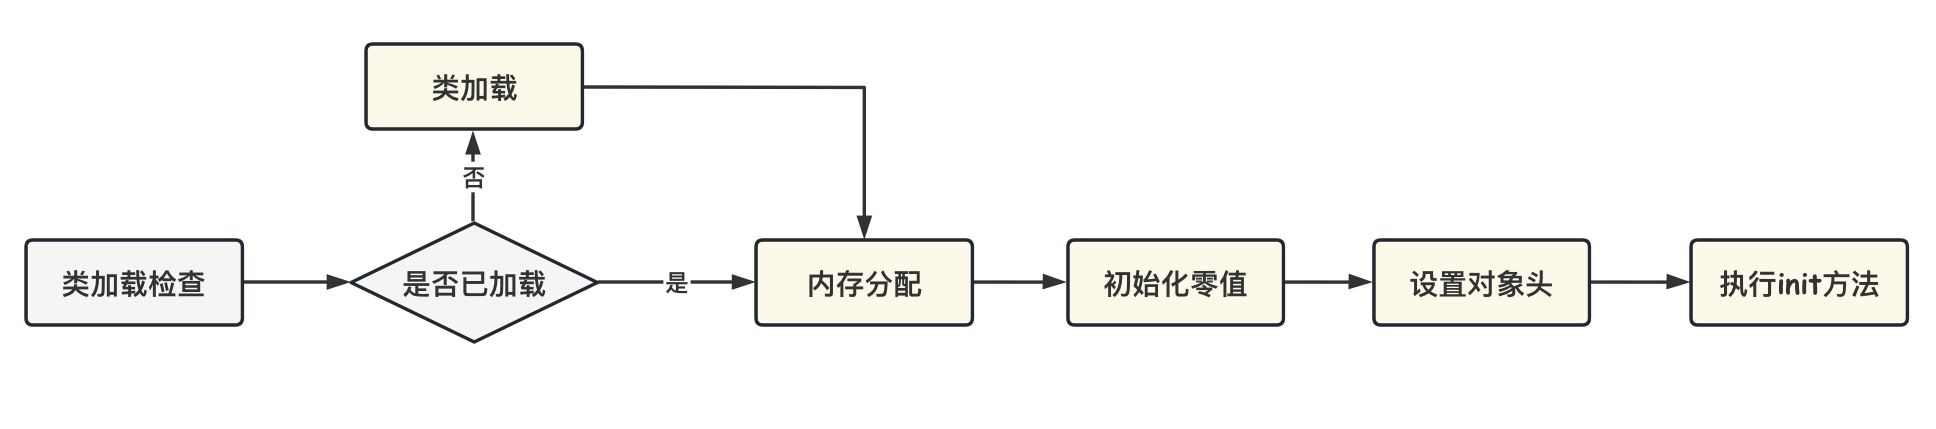 类加载
否
类加载检查
是否已加载
是
内存分配
初始化零值
设置对象头
执行init方法